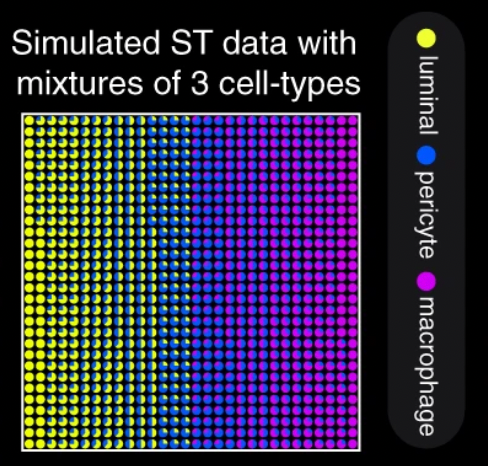 Simulated ST data with
mixtures of 3 cell-types
luminal
pericyte
macrophage